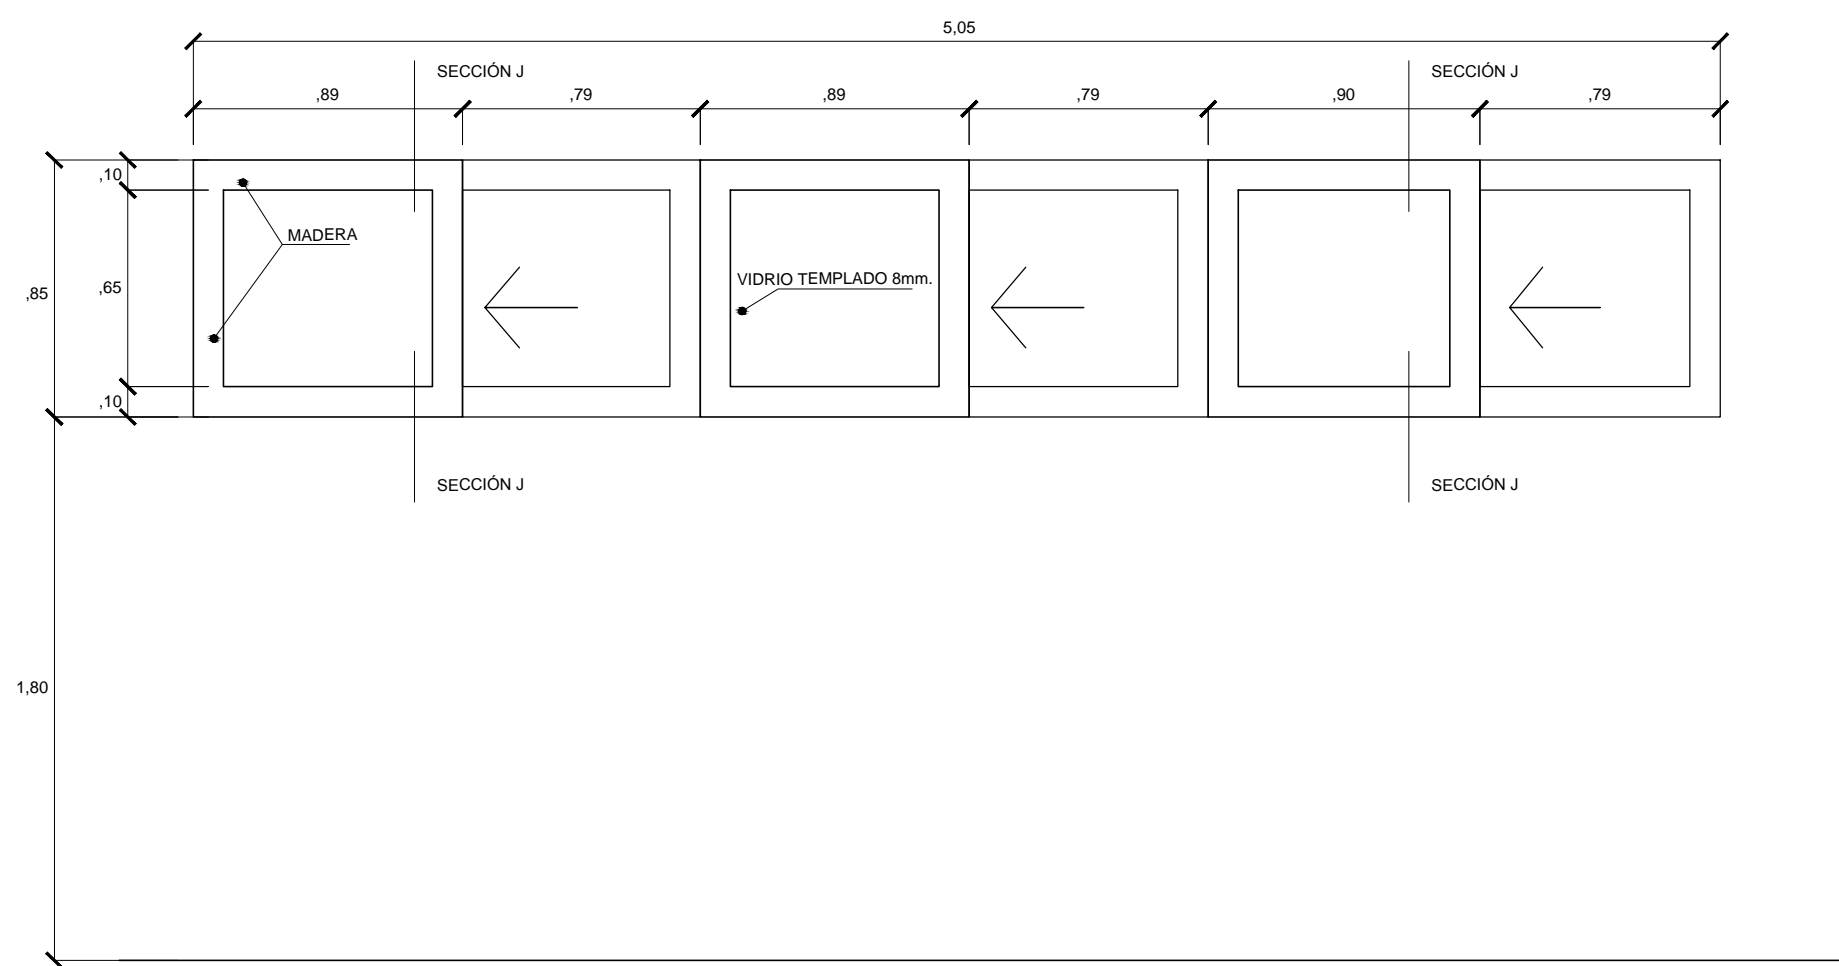 5,05
SECCIÓN J
SECCIÓN J
,89
,79
,89
,79
,90
,79
,10
MADERA
VIDRIO TEMPLADO 8mm.
,85
,65
,10
SECCIÓN J
SECCIÓN J
1,80